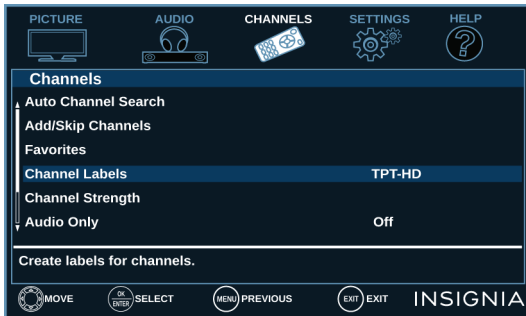 PICTURE AUDIO CHANNELS SETTINGS HELP
?
Channels
Auto Channel Search
Add/Skip Channels
Favorites
Channel Labels TPT-HD
Channel Strength
Audio Only Off
Create labels for channels.
MOVE OK ENTER SELECT MENU PREVIOUS EXIT EXIT INSIGNIA